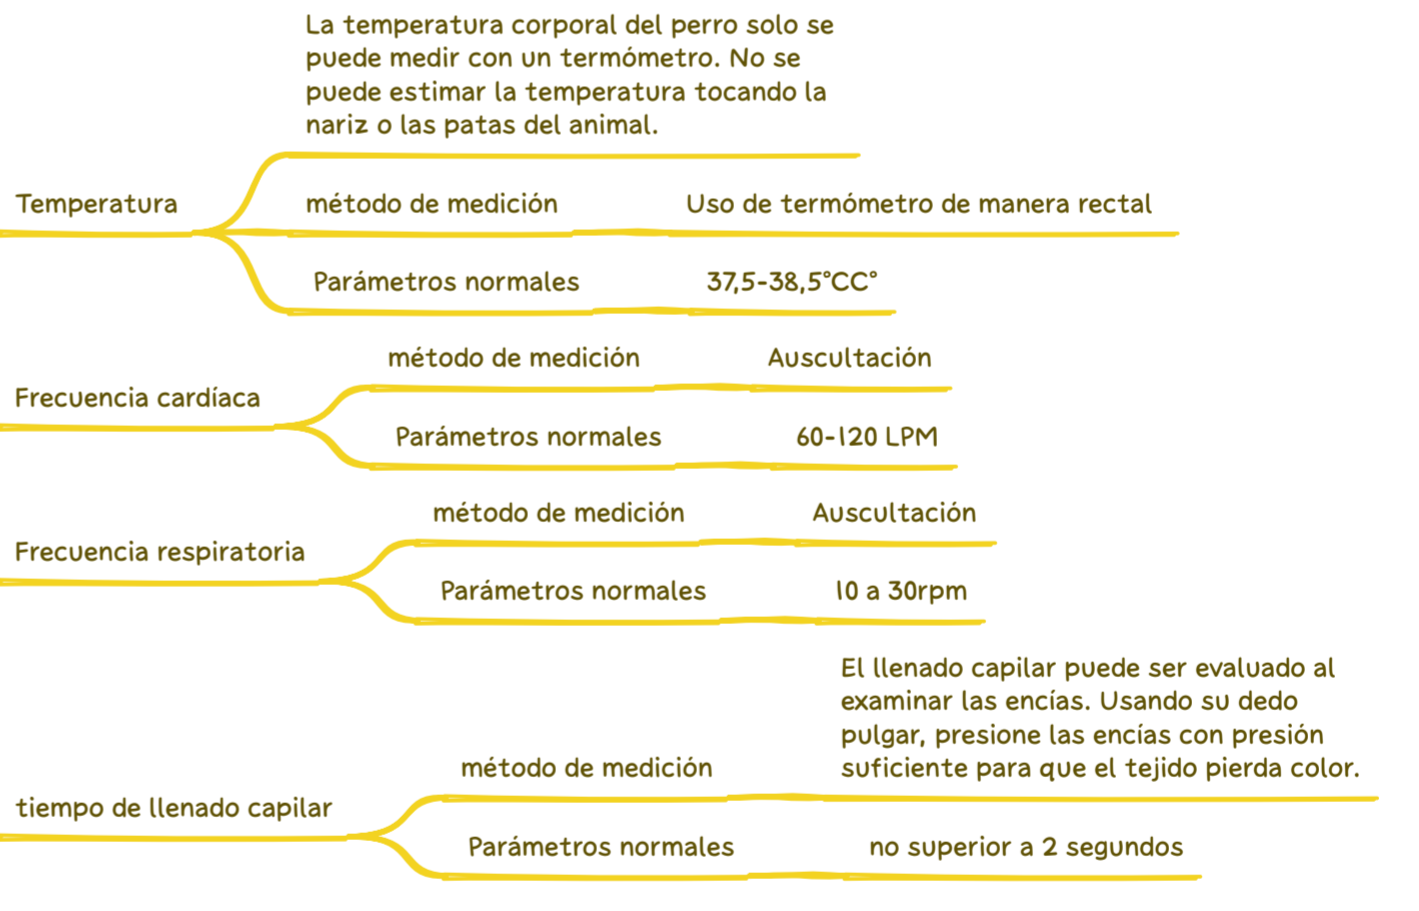 La temperatura corporal del perro solo se
puede medir con un termómetro. No se
puede estimar la temperatura tocando la
nariz o las patas del animal.
Temperatura
método de medición
Uso de termómetro de manera rectal
Parámetros normales
37,5-38,5°CC°
Frecuencia cardíaca
método de medición
Auscultación
Parámetros normales
60-120 LPM
Frecuencia respiratoria
método de medición
Auscultación
Parámetros normales
10 a 30rpm
tiempo de llenado capilar
método de medición
El llenado capilar puede ser evaluado al
examinar las encías. Usando su dedo
pulgar, presione las encías con presión
suficiente para que el tejido pierda color.
Parámetros normales
no superior a 2 segundos